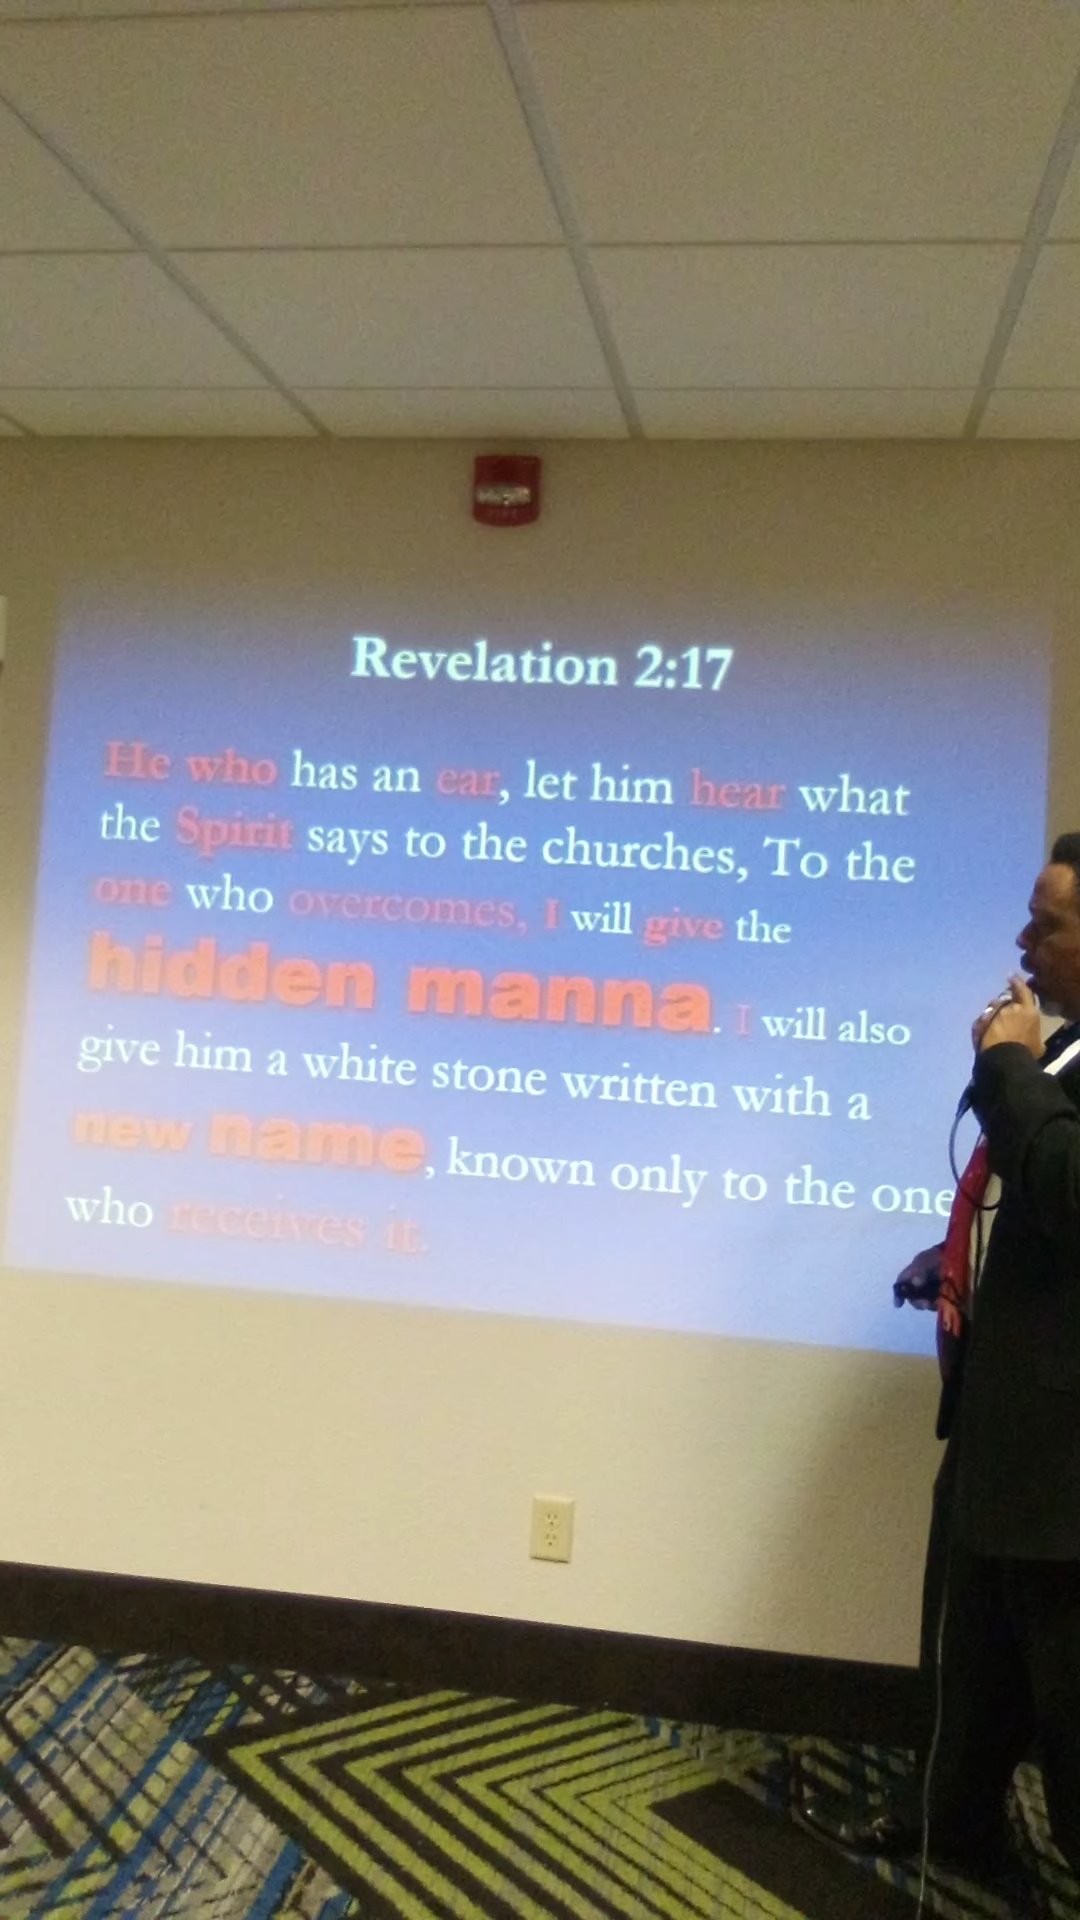 Revelation 2:17
He who has an ear, let him hear what
the Spirit says to the churches, To the
one who overcomes, I will give the
hidden manna. I will also
give him a white stone written with a
new name, known only to the one
who receives it.